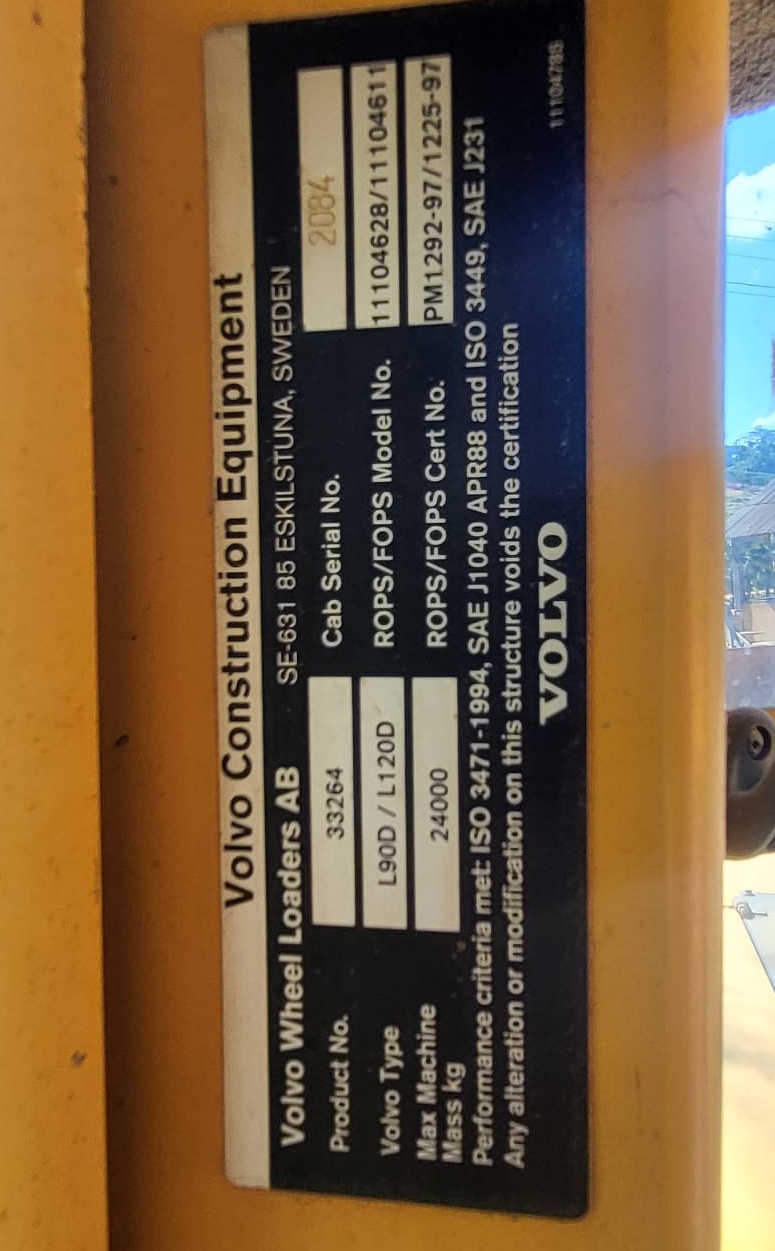 Volvo Construction Equipment
Volvo Wheel Loaders AB SE-631 85 ESKILSTUNA, SWEDEN
Product No. 33264 Cab Serial No. 2084
Volvo Type L90D / L120D ROPS/FOPS Model No. 11104628/11104611
Max Machine Mass kg 24000 ROPS/FOPS Cert No. PM1292-97/1225-97
Performance criteria met: ISO 3471-1994, SAE J1040 APR88 and ISO 3449, SAE J231
Any alteration or modification on this structure voids the certification
VOLVO